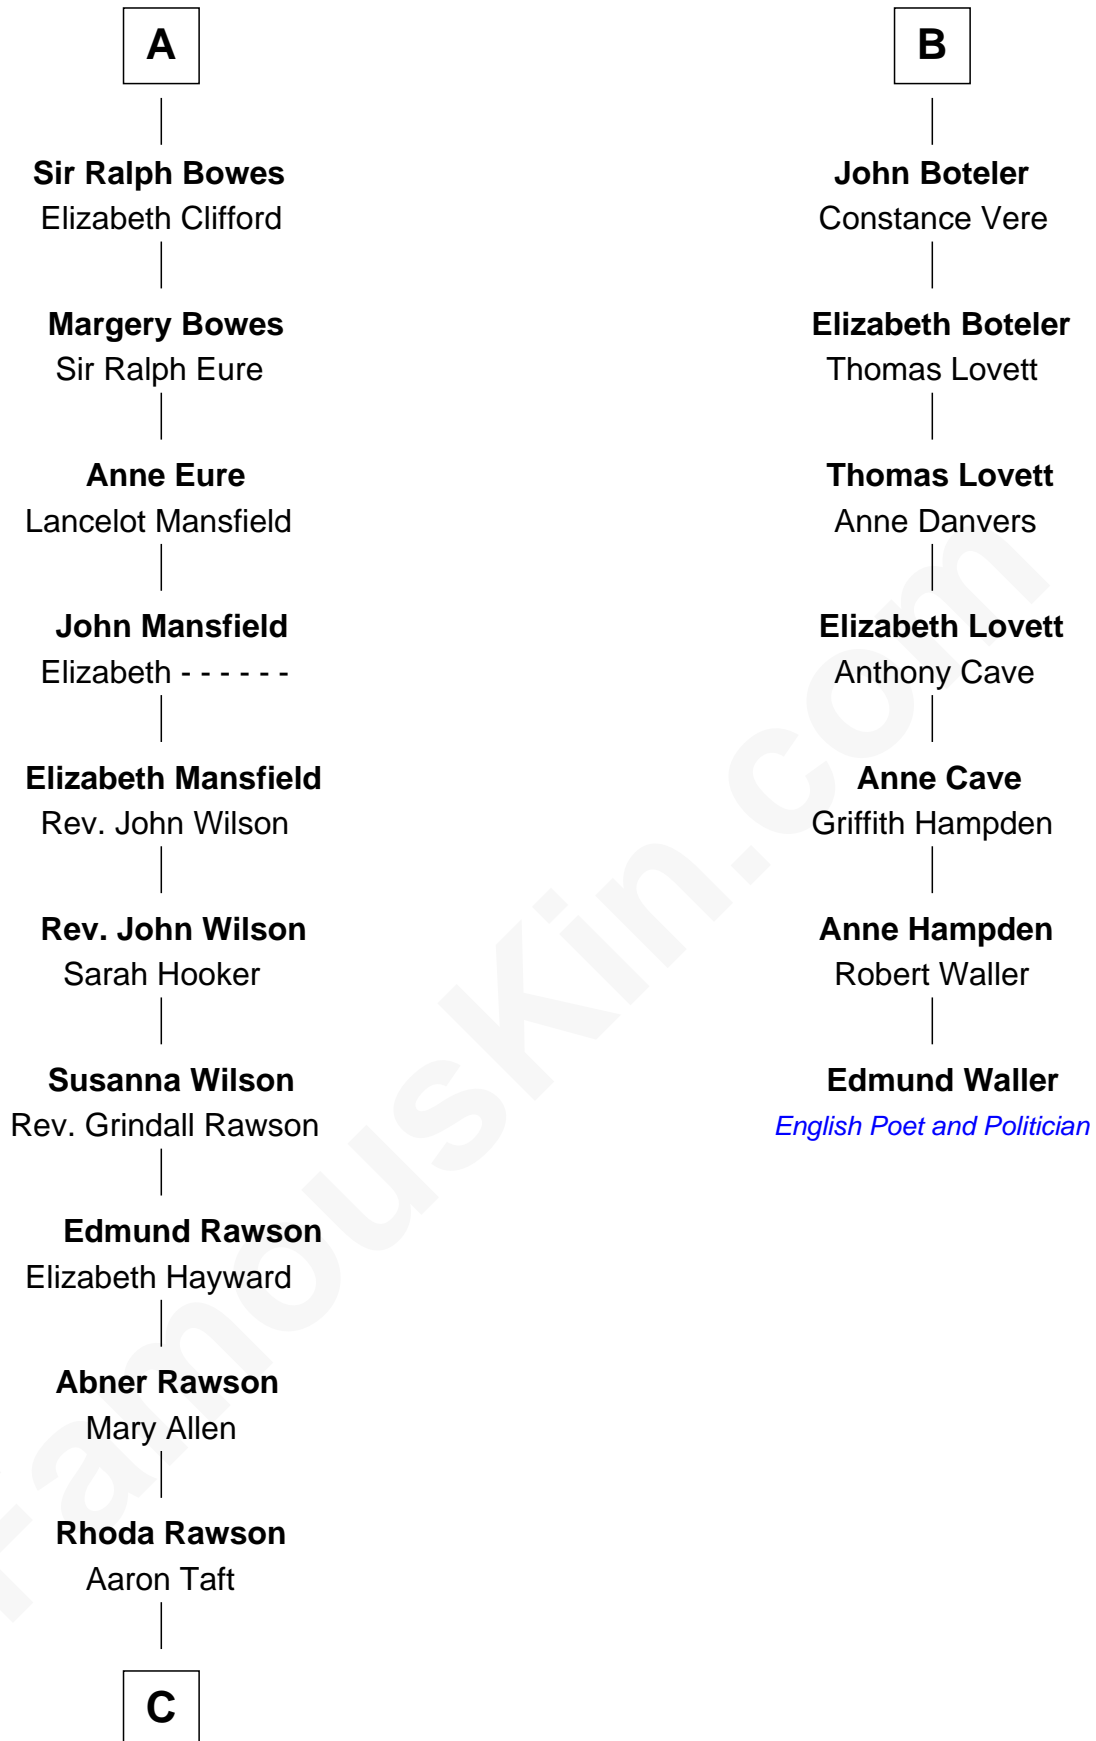 A
Sir Ralph Bowes
Elizabeth Clifford
Margery Bowes
Sir Ralph Eure
Anne Eure
Lancelot Mansfield
John Mansfield
Elizabeth - - - - - -
Elizabeth Mansfield
Rev. John Wilson
Rev. John Wilson
Sarah Hooker
Susanna Wilson
Rev. Grindall Rawson
Edmund Rawson
Elizabeth Hayward
Abner Rawson
Mary Allen
Rhoda Rawson
Aaron Taft
C
B
John Boteler
Constance Vere
Elizabeth Boteler
Thomas Lovett
Thomas Lovett
Anne Danvers
Elizabeth Lovett
Anthony Cave
Anne Cave
Griffith Hampden
Anne Hampden
Robert Waller
Edmund Waller
English Poet and Politician
FamousKin.com